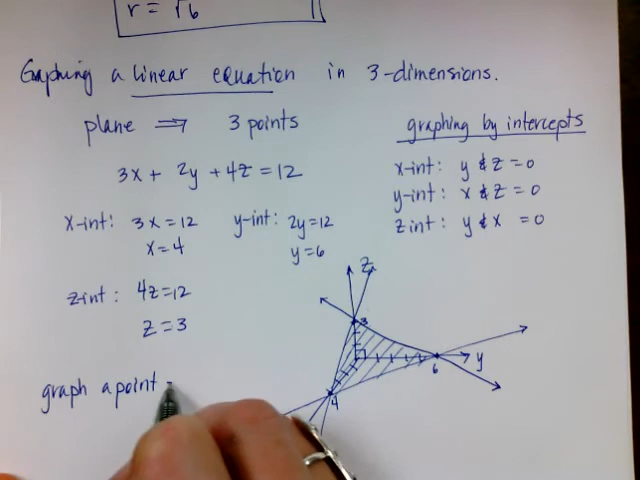 r = √6
Graphing a linear equation in 3-dimensions.
plane ⟹ 3 points
3x + 2y + 4z = 12
x-int: 3x = 12
x = 4
y-int: 2y = 12
y = 6
z int: 4z = 12
z = 3
graphing by intercepts
x-int: y & z = 0
y-int: x & z = 0
z int: y & x = 0
z
3
y
6
4
graph a point -